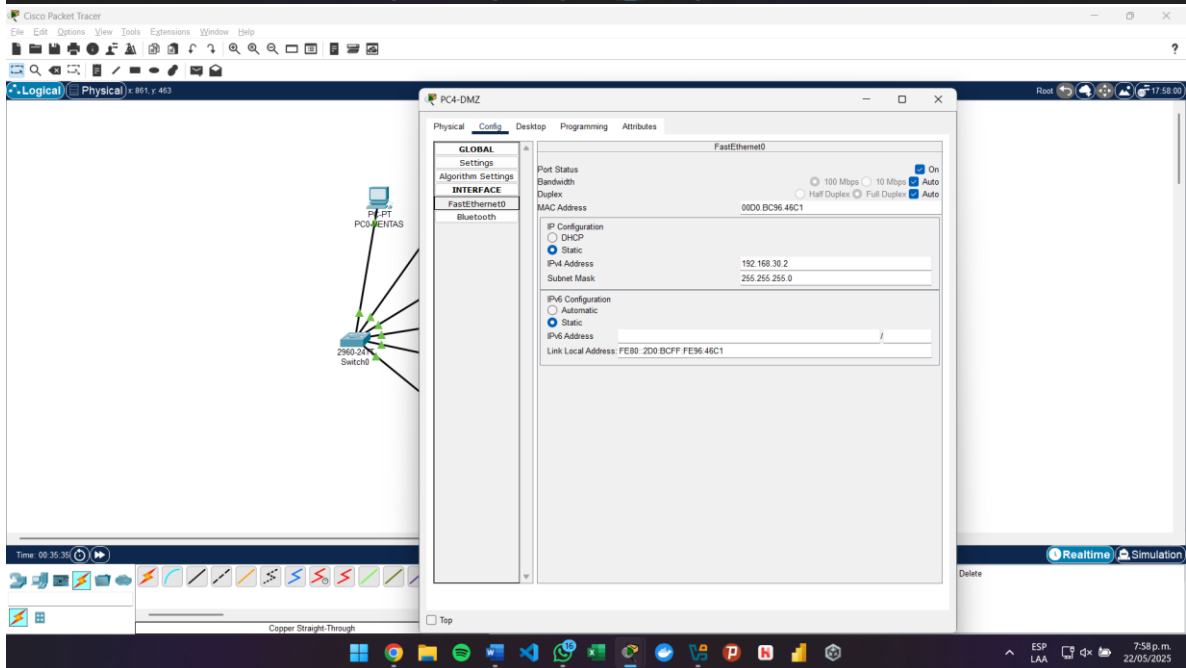 Cisco Packet Tracer
File Edit Options View Tools Extensions Window Help
?
Logical Physical x: 861, y: 463
Root 17:58:00
PC4-DMZ
Physical Config Desktop Programming Attributes
GLOBAL
Settings
Algorithm Settings
INTERFACE
FastEthernet0
Bluetooth
FastEthernet0
Port Status On
Bandwidth 100 Mbps 10 Mbps Auto
Duplex Half Duplex Full Duplex Auto
MAC Address 00D0.BC96.46C1
IP Configuration
DHCP
Static
IPv4 Address 192.168.30.2
Subnet Mask 255.255.255.0
IPv6 Configuration
Automatic
Static
IPv6 Address /
Link Local Address: FE80::2D0:BCFF:FE96:46C1
PC-PT
PC0-VENTAS
2960-24TT
Switch0
Time: 00:35:35
Realtime Simulation
Delete
Top
Copper Straight-Through
16
ESP
LAA
7:58 p. m.
22/05/2025